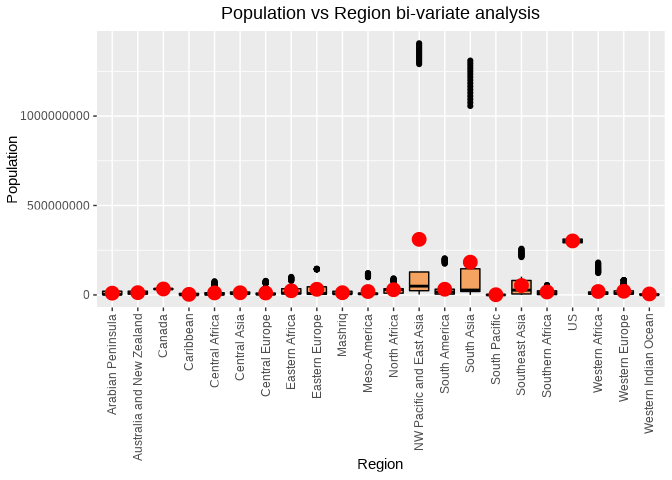 Population vs Region bi-variate analysis
Population
1000000000
500000000
0
Arabian Peninsula
Australia and New Zealand
Canada
Caribbean
Central Africa
Central Asia
Central Europe
Eastern Africa
Eastern Europe
Mashriq
Meso-America
North Africa
NW Pacific and East Asia
South America
South Asia
South Pacific
Southeast Asia
Southern Africa
US
Western Africa
Western Europe
Western Indian Ocean
Region